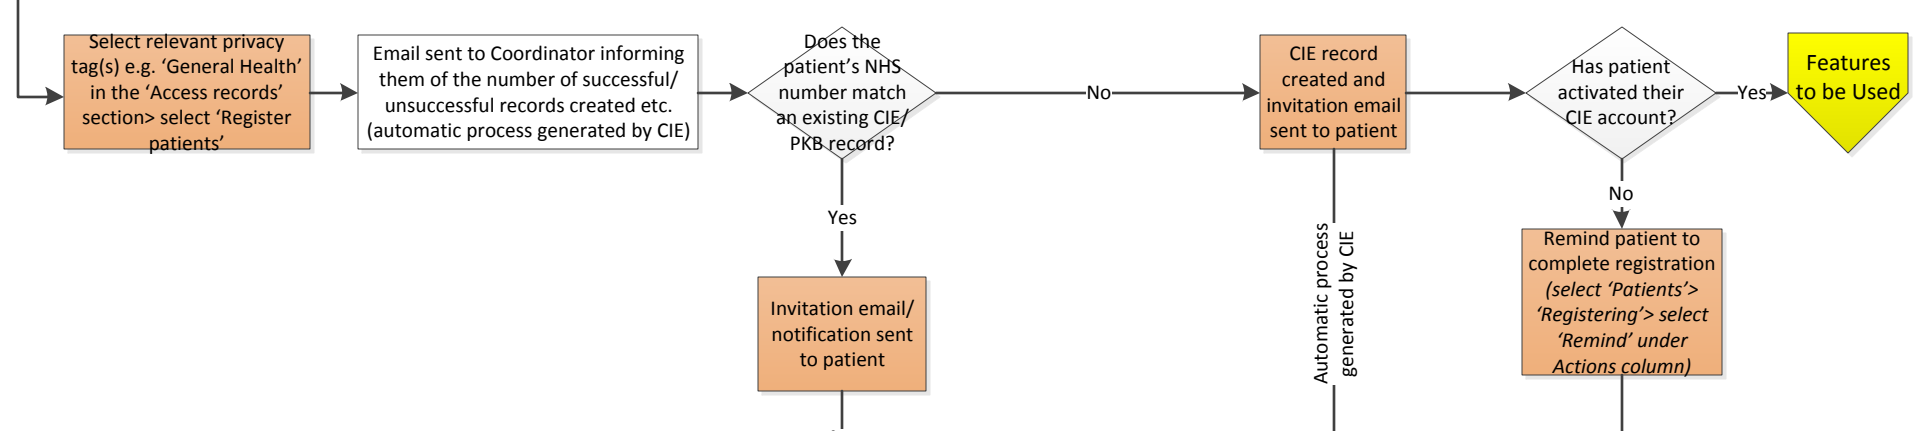 Select relevant privacy
tag(s) e.g. ‘General Health’
in the ‘Access records’
section> select ‘Register
patients’
Email sent to Coordinator informing
them of the number of successful/
unsuccessful records created etc.
(automatic process generated by CIE)
Does the
patient’s NHS
number match
an existing CIE/
PKB record?
No
CIE record
created and
invitation email
sent to patient
Has patient
activated their
CIE account?
Yes
Features
to be Used
Yes
Invitation email/
notification sent
to patient
Automatic process
generated by CIE
No
Remind patient to
complete registration
(select ‘Patients’>
‘Registering’> select
‘Remind’ under
Actions column)